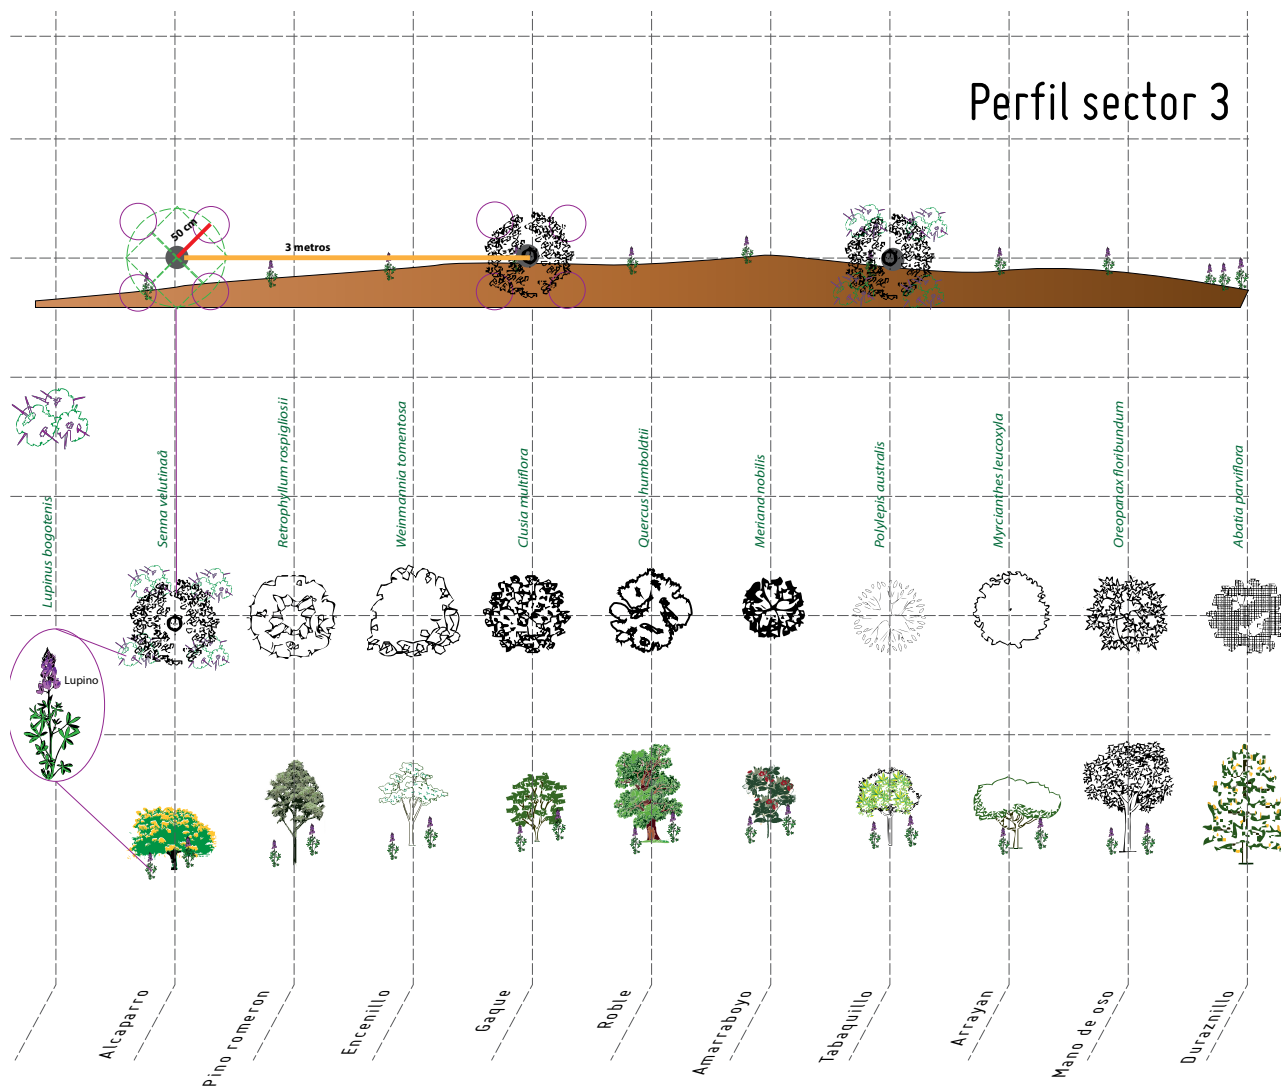 Perfil sector 3
50 cm
3 metros
Lupinus bogotenis
Senna velutinaå
Retrophyllum rospigliosii
Weinmannia tomentosa
Clusia multiflora
Quercus humboldtii
Meriana nobilis
Polylepis australis
Myrcianthes leucoxyla
Oreopanax floribundum
Abatia parviflora
Lupino
Alcaparro
Pino romeron
Encenillo
Gaque
Roble
Amarraboyo
Tabaquillo
Arrayan
Mano de oso
Duraznillo